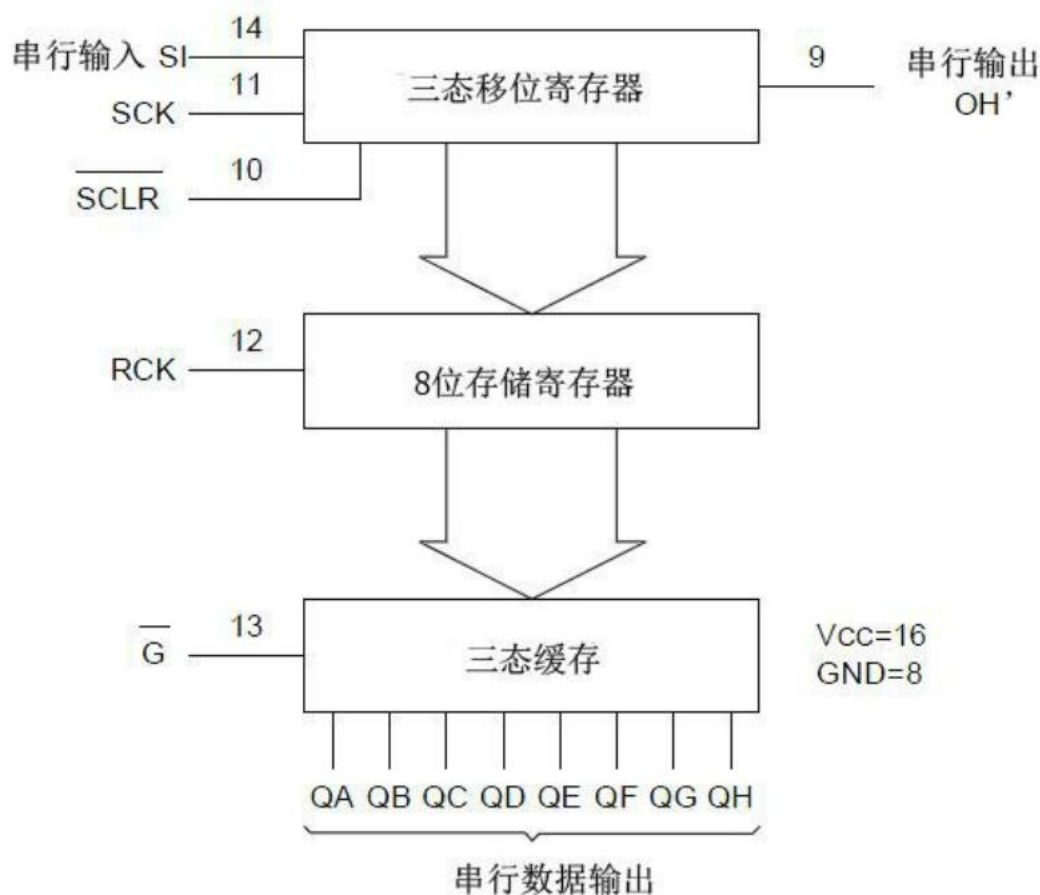 串行输入 SI
14
三态移位寄存器
9
串行输出
OH’
SCK
11
SCLR
10
RCK
12
8位存储寄存器
G
13
三态缓存
Vcc=16
GND=8
QA QB QC QD QE QF QG QH
串行数据输出